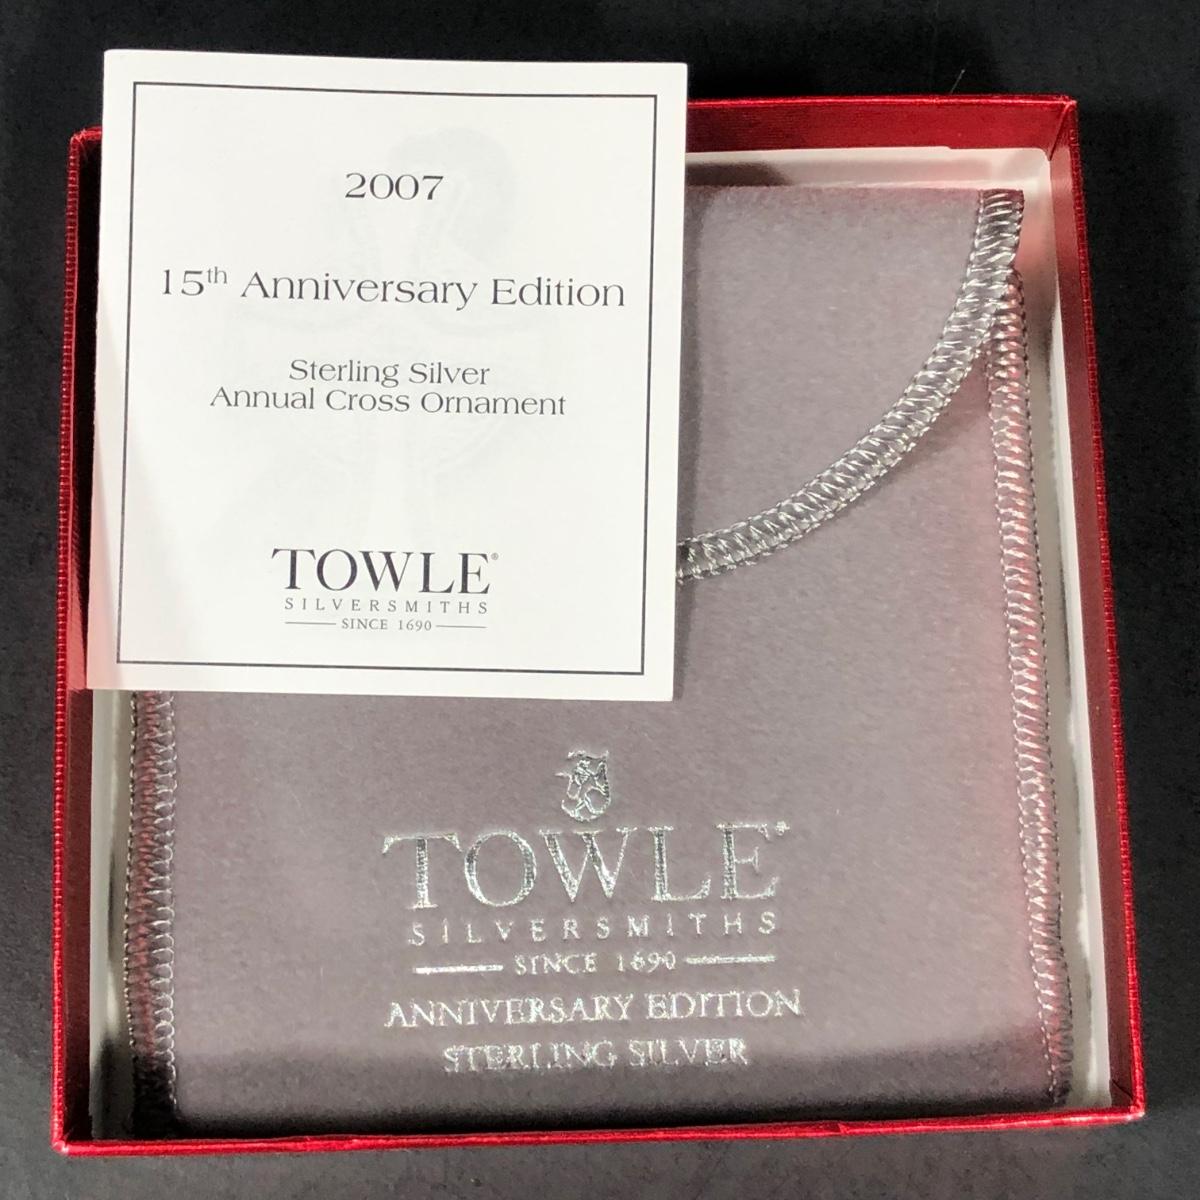 2007
15th Anniversary Edition
Sterling Silver
Annual Cross Ornament
TOWLE®
SILVERSMITHS
SINCE 1690
TOWLE®
SILVERSMITHS
SINCE 1690
ANNIVERSARY EDITION
STERLING SILVER